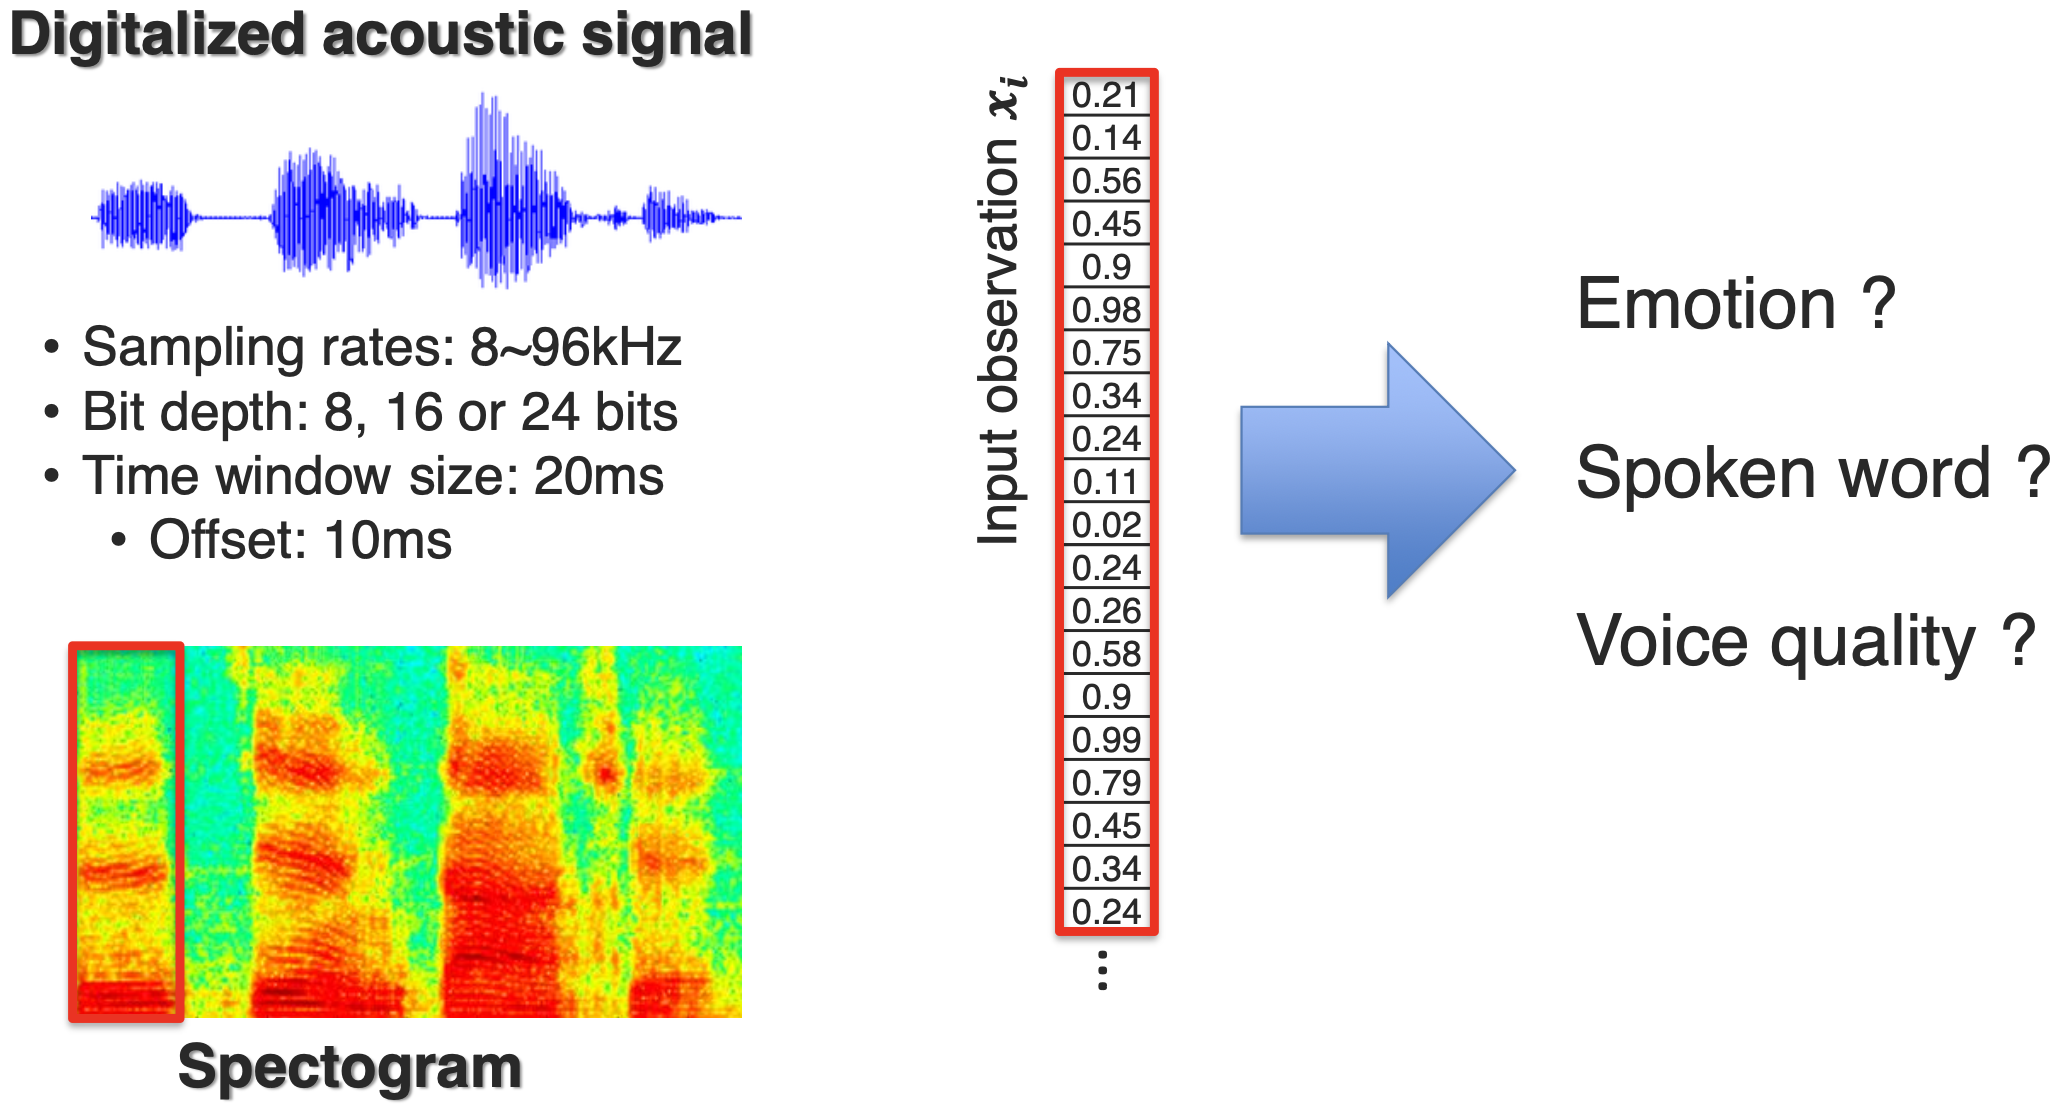 Digitalized acoustic signal
• Sampling rates: 8~96kHz
• Bit depth: 8, 16 or 24 bits
• Time window size: 20ms
• Offset: 10ms
Spectogram
Input observation xᵢ
0.21
0.14
0.56
0.45
0.9
0.98
0.75
0.34
0.24
0.11
0.02
0.24
0.26
0.58
0.9
0.99
0.79
0.45
0.34
0.24
⋮
Emotion ?
Spoken word ?
Voice quality ?